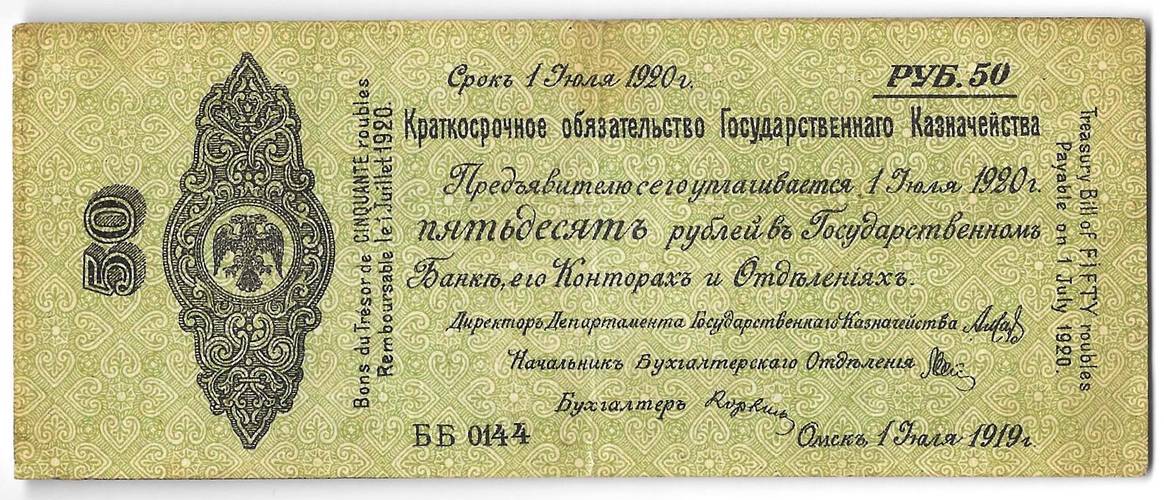 50
Bons du Tresor de CINQUANTE roubles
Remboursable le 1 Juillet 1920.
Срокъ 1 Іюля 1920 г.
РУБ. 50
Краткосрочное обязательство Государственнаго Казначейства
Предъявителю сего уплачивается 1 Іюля 1920 г.
пятьдесятъ рублей въ Государственномъ
Банкѣ, его Конторахъ и Отдѣленіяхъ.
Директоръ Департамента Государственнаго Казначейства
Начальникъ Бухгалтерскаго Отдѣленія
Бухгалтеръ
ББ 0144
Омскъ 1 Іюля 1919 г.
Treasury Bill of FIFTY roubles
Payable on 1 July 1920.